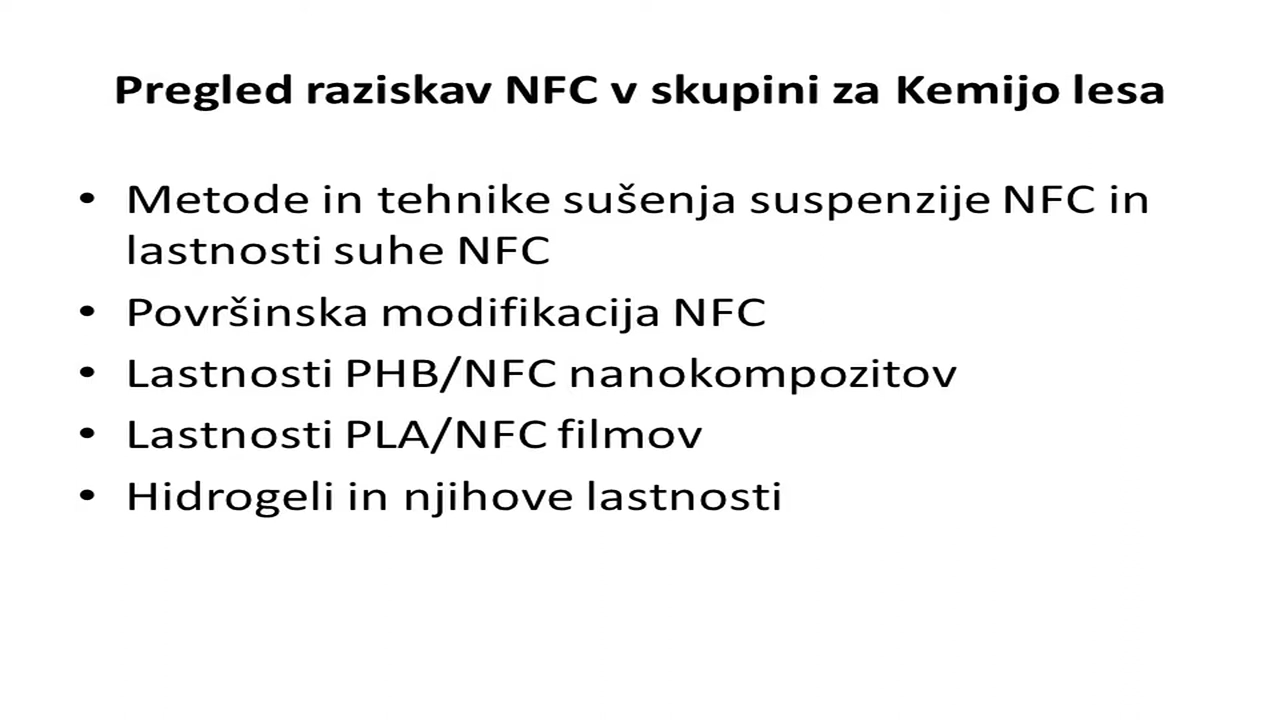 Pregled raziskav NFC v skupini za Kemijo lesa
• Metode in tehnike sušenja suspenzije NFC in
lastnosti suhe NFC
• Površinska modifikacija NFC
• Lastnosti PHB/NFC nanokompozitov
• Lastnosti PLA/NFC filmov
• Hidrogeli in njihove lastnosti